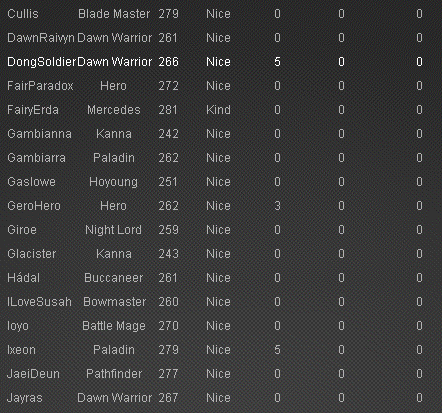 Cullis Blade Master 279 Nice 0 0 0
DawnRaivyn Dawn Warrior 261 Nice 0 0 0
DongSoldier Dawn Warrior 266 Nice 5 0 0
FairParadox Hero 272 Nice 0 0 0
FairyErda Mercedes 281 Kind 0 0 0
Gambianna Kanna 242 Nice 0 0 0
Gambiarra Paladin 262 Nice 0 0 0
Gaslowe Hoyoung 251 Nice 0 0 0
GeroHero Hero 262 Nice 3 0 0
Giroe Night Lord 259 Nice 0 0 0
Glacister Kanna 243 Nice 0 0 0
Hádal Buccaneer 261 Nice 0 0 0
ILoveSusah Bowmaster 260 Nice 0 0 0
Ioyo Battle Mage 270 Nice 0 0 0
Ixeon Paladin 279 Nice 5 0 0
JaeiDeun Pathfinder 277 Nice 0 0 0
Jayras Dawn Warrior 267 Nice 0 0 0